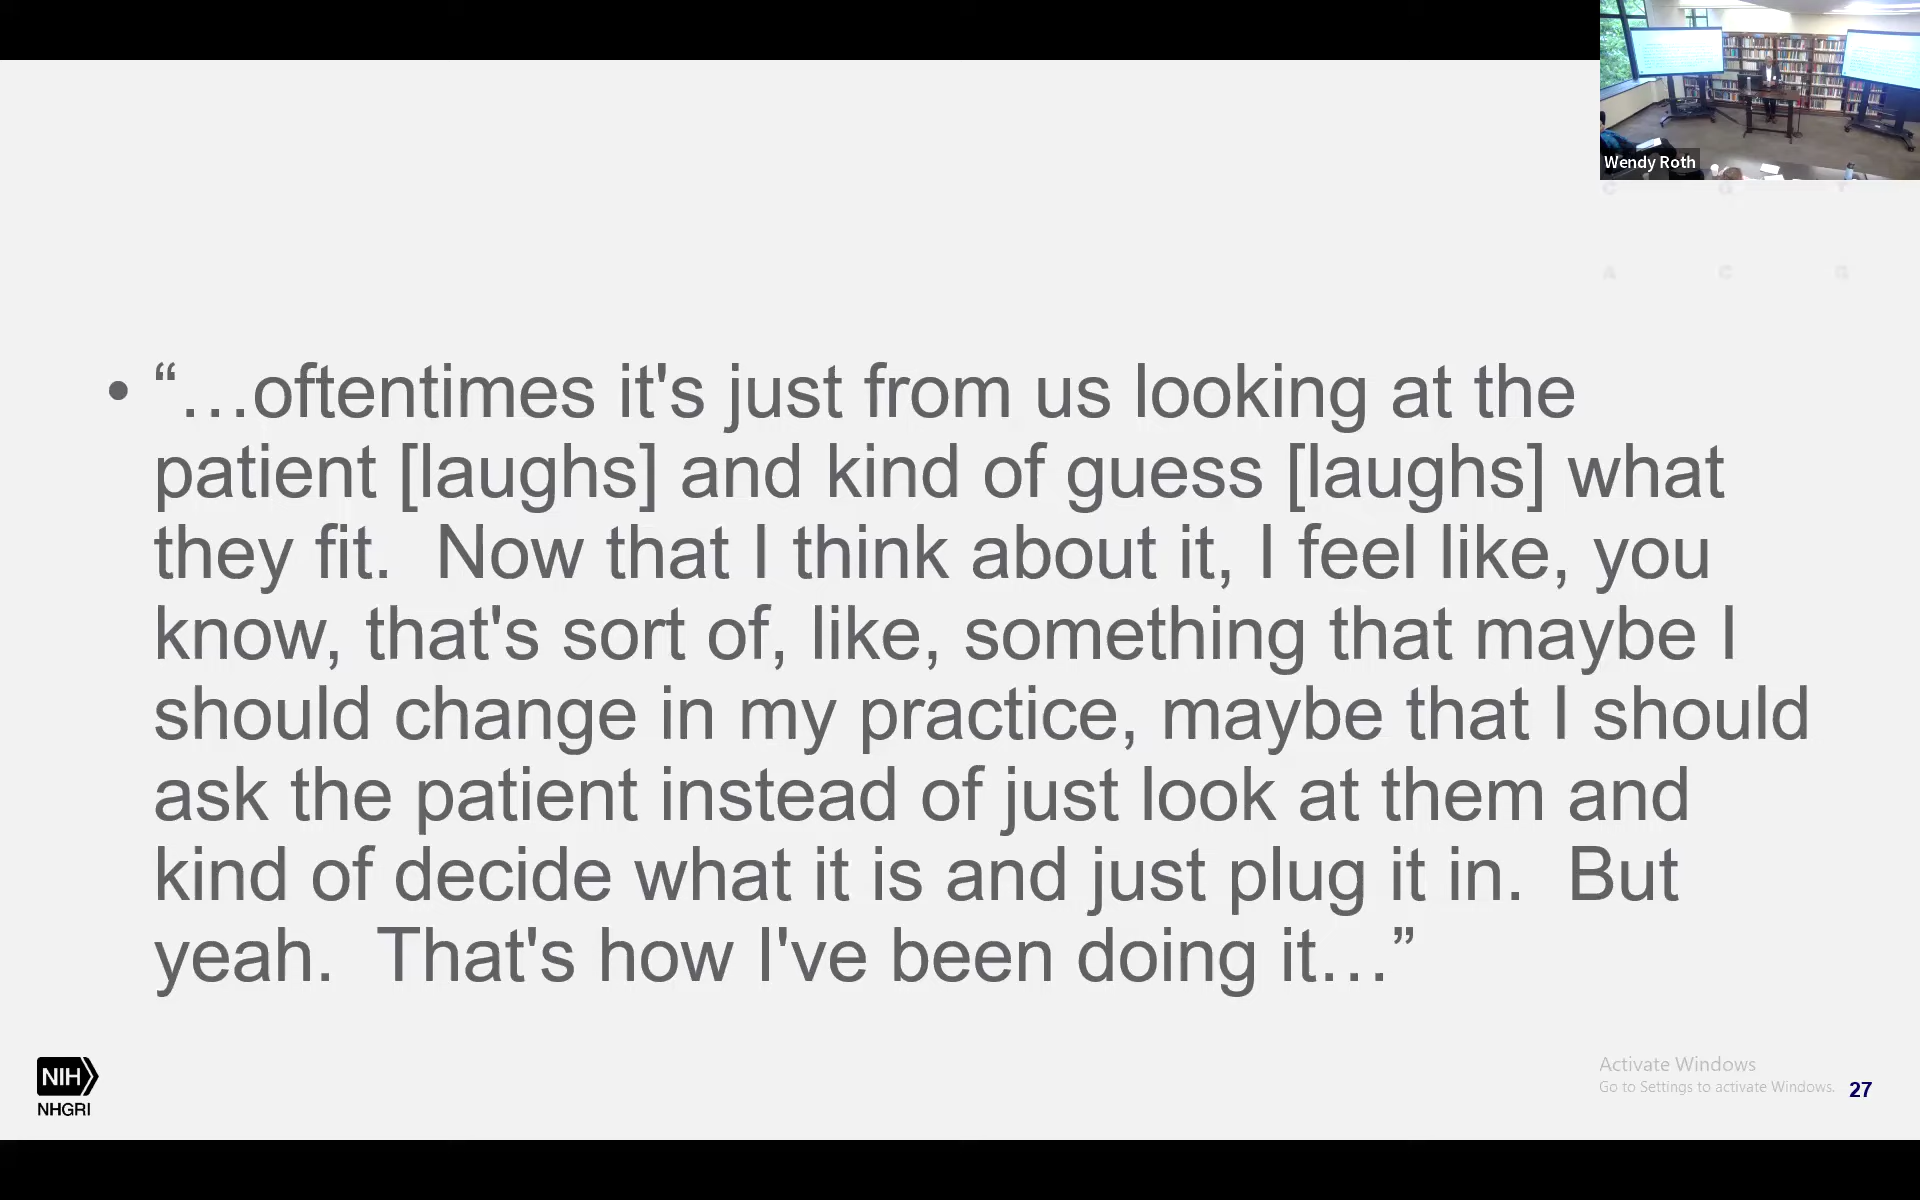 Wendy Roth
C G T
A C G
• “…oftentimes it's just from us looking at the
patient [laughs] and kind of guess [laughs] what
they fit.  Now that I think about it, I feel like, you
know, that's sort of, like, something that maybe I
should change in my practice, maybe that I should
ask the patient instead of just look at them and
kind of decide what it is and just plug it in.  But
yeah.  That's how I've been doing it…”
NIH
NHGRI
Activate Windows
Go to Settings to activate Windows.
27